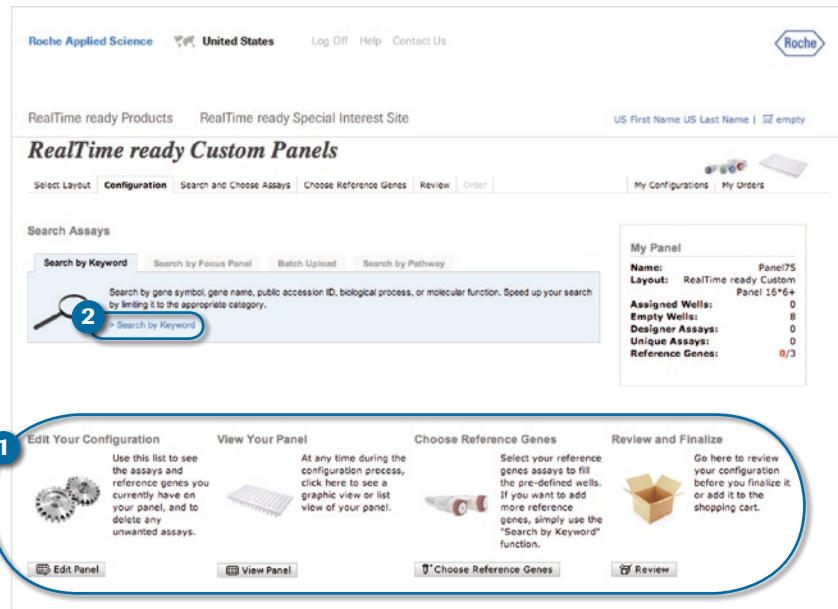 Roche Applied Science United States Log Off Help Contact Us
Roche
RealTime ready Products RealTime ready Special Interest Site
US First Name US Last Name | empty
RealTime ready Custom Panels
Select Layout Configuration Search and Choose Assays Choose Reference Genes Review Order
My Configurations My Orders
Search Assays
Search by Keyword Search by Focus Panel Batch Upload Search by Pathway
Search by gene symbol, gene name, public accession ID, biological process, or molecular function. Speed up your search
by limiting it to the appropriate category.
2
> Search by Keyword
My Panel
Name: Panel75
Layout: RealTime ready Custom
Panel 16*6+
Assigned Wells: 0
Empty Wells: 8
Designer Assays: 0
Unique Assays: 0
Reference Genes: 0/3
1
Edit Your Configuration
Use this list to see
the assays and
reference genes you
currently have on
your panel, and to
delete any
unwanted assays.
Edit Panel
View Your Panel
At any time during the
configuration process,
click here to see a
graphic view or list
view of your panel.
View Panel
Choose Reference Genes
Select your reference
genes assays to fill
the pre-defined wells.
If you want to add
more reference
genes, simply use the
"Search by Keyword"
function.
Choose Reference Genes
Review and Finalize
Go here to review
your configuration
before you finalize it
or add it to the
shopping cart.
Review